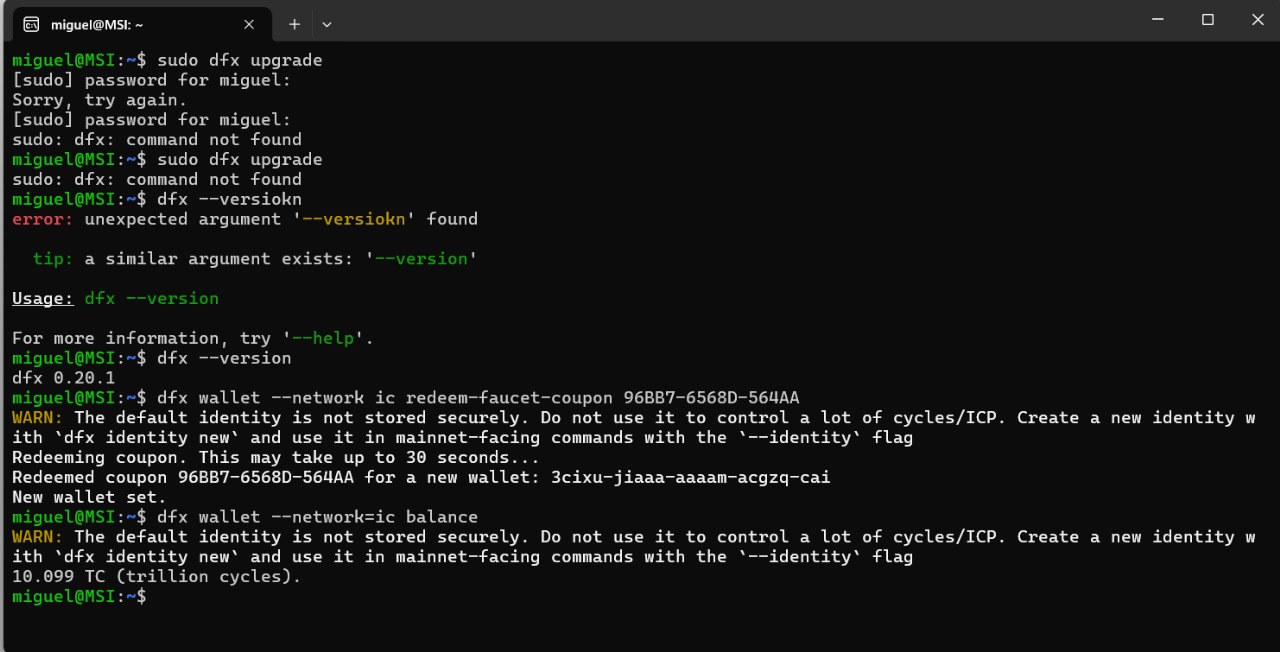 miguel@MSI: ~
miguel@MSI:~$ sudo dfx upgrade
[sudo] password for miguel:
Sorry, try again.
[sudo] password for miguel:
sudo: dfx: command not found
miguel@MSI:~$ sudo dfx upgrade
sudo: dfx: command not found
miguel@MSI:~$ dfx --versiokn
error: unexpected argument '--versiokn' found
tip: a similar argument exists: '--version'
Usage: dfx --version
For more information, try '--help'.
miguel@MSI:~$ dfx --version
dfx 0.20.1
miguel@MSI:~$ dfx wallet --network ic redeem-faucet-coupon 96BB7-6568D-564AA
WARN: The default identity is not stored securely. Do not use it to control a lot of cycles/ICP. Create a new identity w
ith `dfx identity new` and use it in mainnet-facing commands with the `--identity` flag
Redeeming coupon. This may take up to 30 seconds...
Redeemed coupon 96BB7-6568D-564AA for a new wallet: 3cixu-jiaaa-aaaam-acgzq-cai
New wallet set.
miguel@MSI:~$ dfx wallet --network=ic balance
WARN: The default identity is not stored securely. Do not use it to control a lot of cycles/ICP. Create a new identity w
ith `dfx identity new` and use it in mainnet-facing commands with the `--identity` flag
10.099 TC (trillion cycles).
miguel@MSI:~$